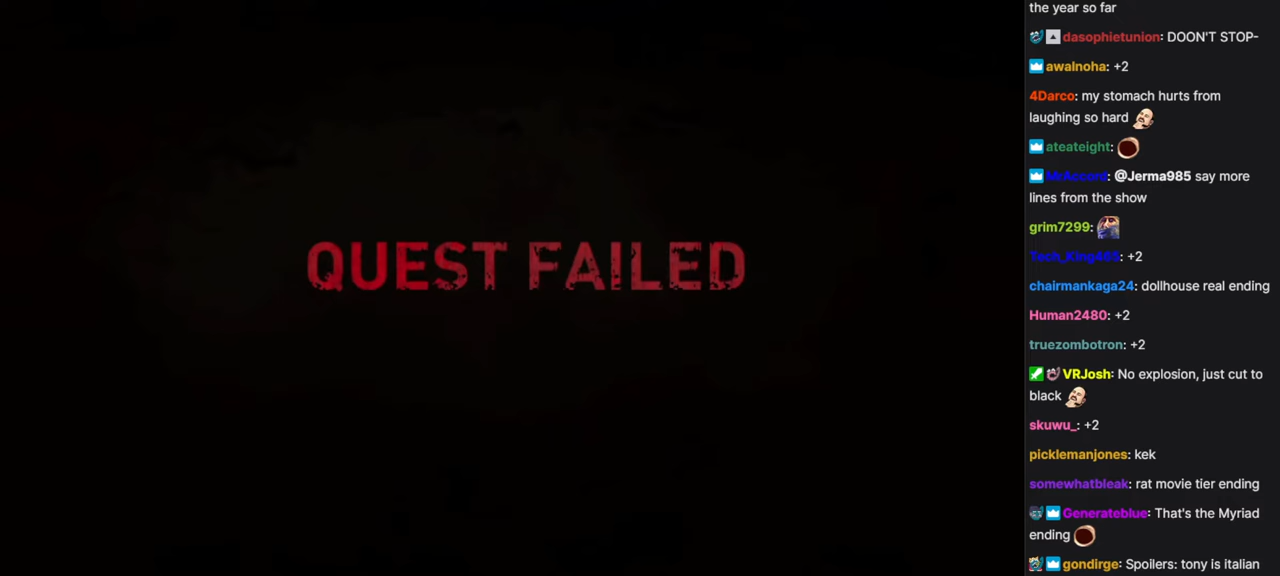 QUEST FAILED
the year so far
dasophietunion: DOON'T STOP-
awalnoha: +2
4Darco: my stomach hurts from
laughing so hard
ateateight:
MrAccord: @Jerma985 say more
lines from the show
grim7299:
Tech_King465: +2
chairmankaga24: dollhouse real ending
Human2480: +2
truezombotron: +2
VRJosh: No explosion, just cut to
black
skuwu_: +2
picklemanjones: kek
somewhatbleak: rat movie tier ending
Generateblue: That's the Myriad
ending
gondirge: Spoilers: tony is italian